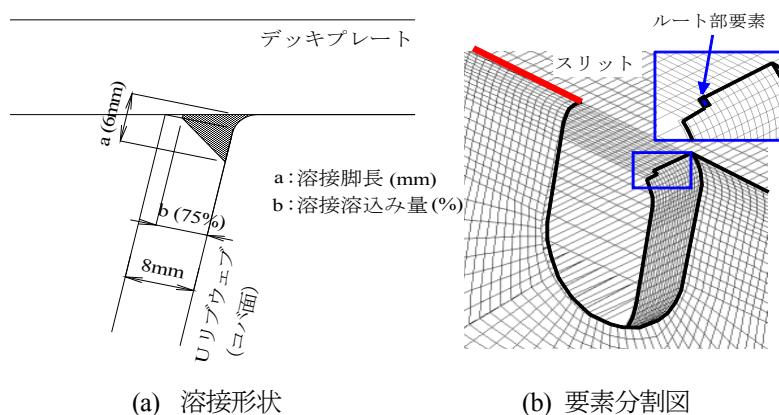 デッキプレート
a (6mm)
b (75%)
8mm
Uリブウェブ
(コバ面)
a:溶接脚長 (mm)
b:溶接溶込み量(%)
(a) 溶接形状
ルート部要素
スリット
(b) 要素分割図